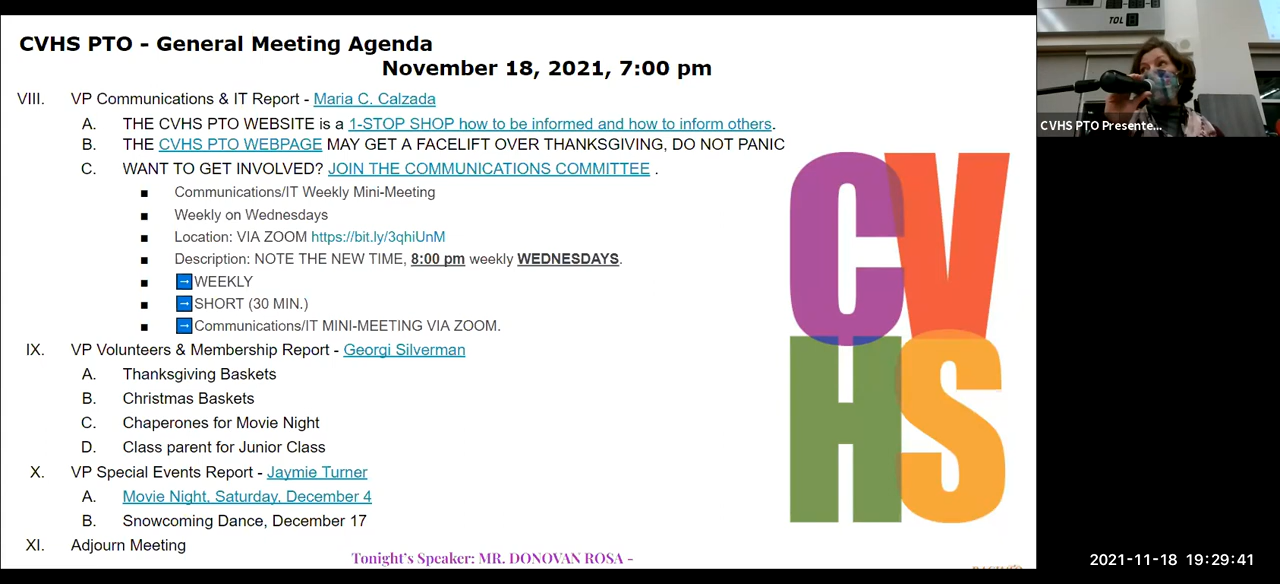 CVHS PTO - General Meeting Agenda
November 18, 2021, 7:00 pm
VIII. VP Communications & IT Report - Maria C. Calzada
A. THE CVHS PTO WEBSITE is a 1-STOP SHOP how to be informed and how to inform others.
B. THE CVHS PTO WEBPAGE MAY GET A FACELIFT OVER THANKSGIVING, DO NOT PANIC
C. WANT TO GET INVOLVED? JOIN THE COMMUNICATIONS COMMITTEE .
■ Communications/IT Weekly Mini-Meeting
■ Weekly on Wednesdays
■ Location: VIA ZOOM https://bit.ly/3qhiUnM
■ Description: NOTE THE NEW TIME, 8:00 pm weekly WEDNESDAYS.
■ ➡WEEKLY
■ ➡SHORT (30 MIN.)
■ ➡Communications/IT MINI-MEETING VIA ZOOM.
IX. VP Volunteers & Membership Report - Georgi Silverman
A. Thanksgiving Baskets
B. Christmas Baskets
C. Chaperones for Movie Night
D. Class parent for Junior Class
X. VP Special Events Report - Jaymie Turner
A. Movie Night, Saturday, December 4
B. Snowcoming Dance, December 17
XI. Adjourn Meeting
Tonight's Speaker: MR. DONOVAN ROSA -
CV
HS
TOL
CVHS PTO Presente...
2021-11-18 19:29:41